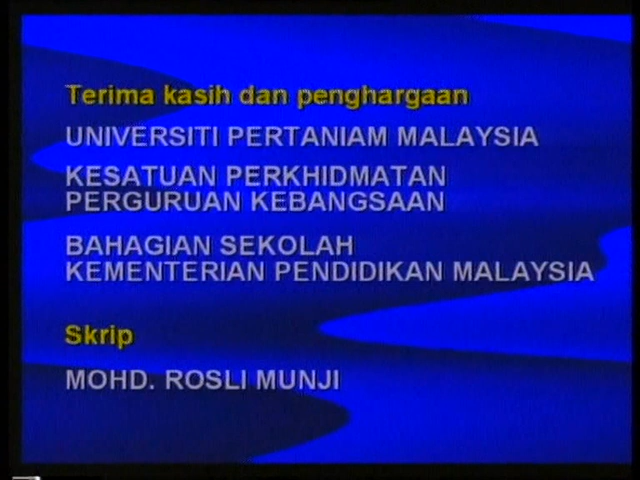 Terima kasih dan penghargaan
UNIVERSITI PERTANIAM MALAYSIA
KESATUAN PERKHIDMATAN
PERGURUAN KEBANGSAAN
BAHAGIAN SEKOLAH
KEMENTERIAN PENDIDIKAN MALAYSIA
Skrip
MOHD. ROSLI MUNJI